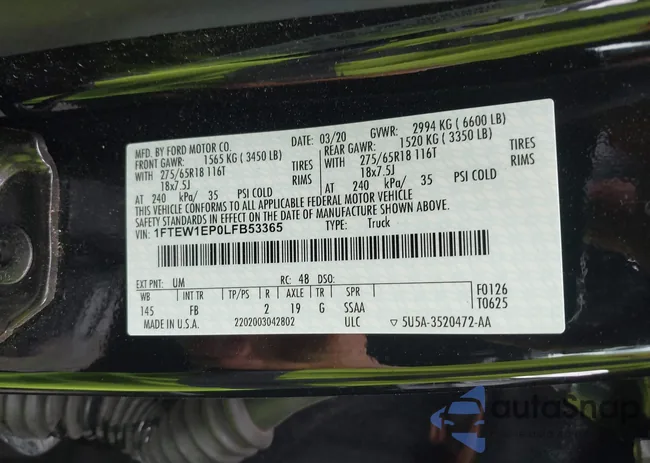 MFD. BY FORD MOTOR CO. DATE: 03/20 GVWR: 2994 KG ( 6600 LB)
FRONT GAWR: 1565 KG ( 3450 LB) REAR GAWR: 1520 KG ( 3350 LB)
WITH 275/65R18 116T TIRES WITH 275/65R18 116T TIRES
18x7.5J RIMS 18x7.5J RIMS
AT 240 kPa/ 35 PSI COLD AT 240 kPa/ 35 PSI COLD
THIS VEHICLE CONFORMS TO ALL APPLICABLE FEDERAL MOTOR VEHICLE
SAFETY STANDARDS IN EFFECT ON THE DATE OF MANUFACTURE SHOWN ABOVE.
VIN: 1FTEW1EP0LFB53365 TYPE: Truck
EXT PNT: UM RC: 48 DSO: F0126
WB INT TR TP/PS R AXLE TR SPR T0625
145 FB 2 19 G SSAA
MADE IN U.S.A. 2202003042802 ULC ▽ 5U5A-3520472-AA
autoSnap